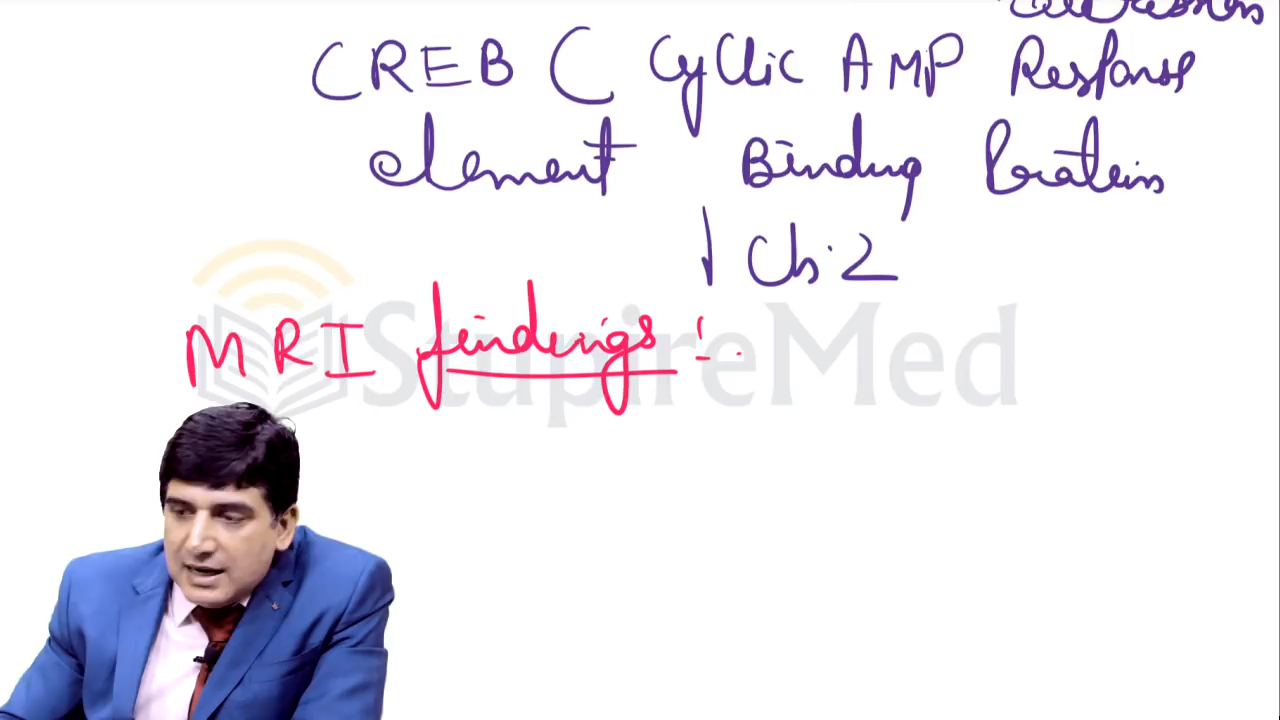 CREB ( Cyclic AMP Response
element Binding Protein
↓ Ch.2
MRI findings :
StupireMed